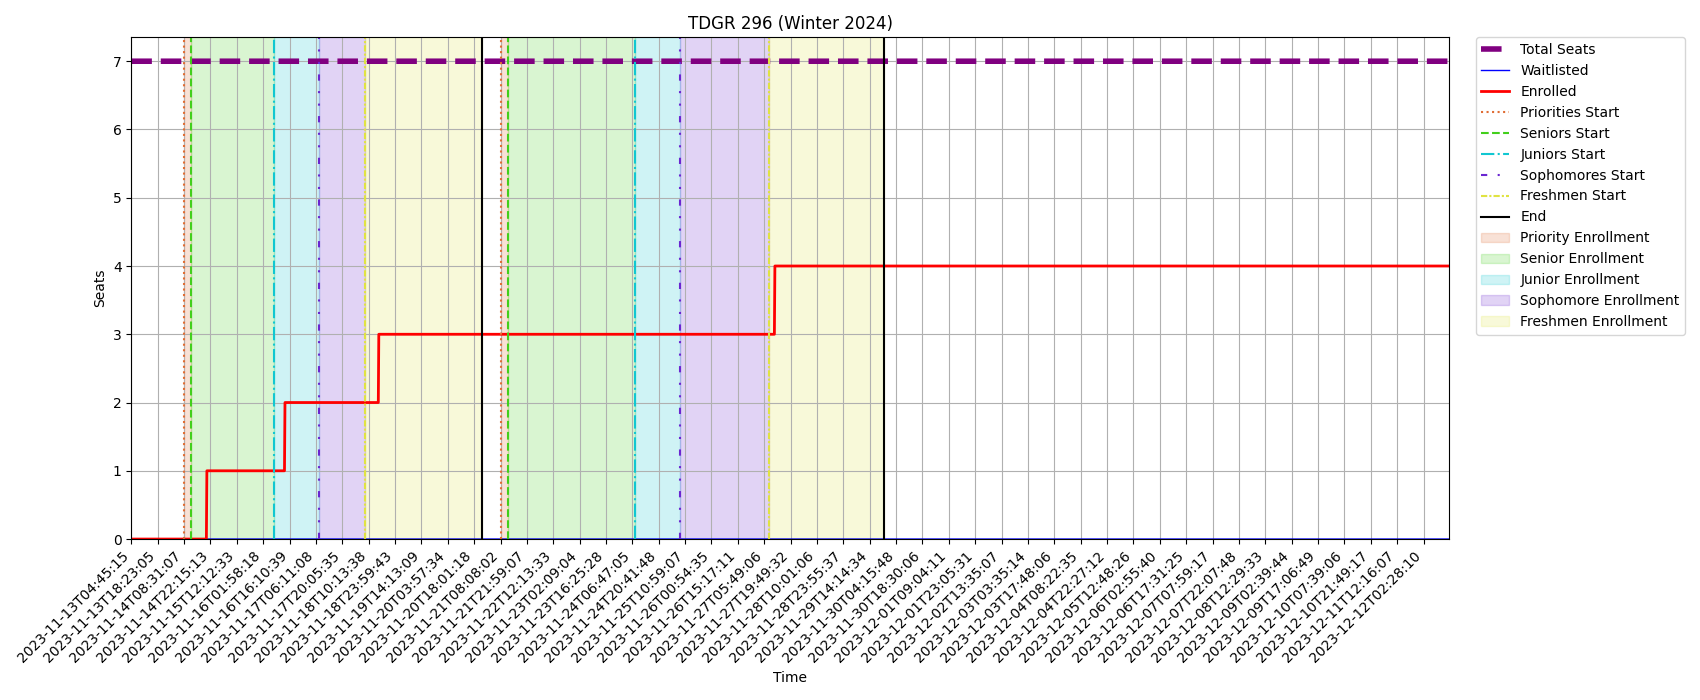 TDGR 296 (Winter 2024)
7
6
5
4
3
2
1
0
Seats
2023-11-13T04:45:15
2023-11-13T18:23:05
2023-11-14T08:31:07
2023-11-14T22:15:13
2023-11-15T12:12:33
2023-11-16T01:58:18
2023-11-16T16:10:39
2023-11-17T06:11:08
2023-11-17T20:05:35
2023-11-18T10:13:38
2023-11-18T23:59:43
2023-11-19T14:13:09
2023-11-20T03:57:34
2023-11-20T18:01:18
2023-11-21T08:08:02
2023-11-21T21:59:07
2023-11-22T12:13:33
2023-11-23T02:09:04
2023-11-23T16:25:28
2023-11-24T06:47:05
2023-11-24T20:41:48
2023-11-25T10:59:07
2023-11-26T00:54:35
2023-11-26T15:17:11
2023-11-27T05:49:06
2023-11-27T19:49:32
2023-11-28T10:01:06
2023-11-28T23:55:37
2023-11-29T14:14:34
2023-11-30T04:15:48
2023-11-30T18:30:06
2023-12-01T09:04:11
2023-12-01T23:05:31
2023-12-02T13:35:07
2023-12-03T03:35:14
2023-12-03T17:48:06
2023-12-04T08:22:35
2023-12-04T22:27:12
2023-12-05T12:48:26
2023-12-06T02:55:40
2023-12-06T17:31:25
2023-12-07T07:59:17
2023-12-07T22:07:48
2023-12-08T12:29:33
2023-12-09T02:39:44
2023-12-09T17:06:49
2023-12-10T07:39:06
2023-12-10T21:49:17
2023-12-11T12:16:07
2023-12-12T02:28:10
Time
Total Seats
Waitlisted
Enrolled
Priorities Start
Seniors Start
Juniors Start
Sophomores Start
Freshmen Start
End
Priority Enrollment
Senior Enrollment
Junior Enrollment
Sophomore Enrollment
Freshmen Enrollment